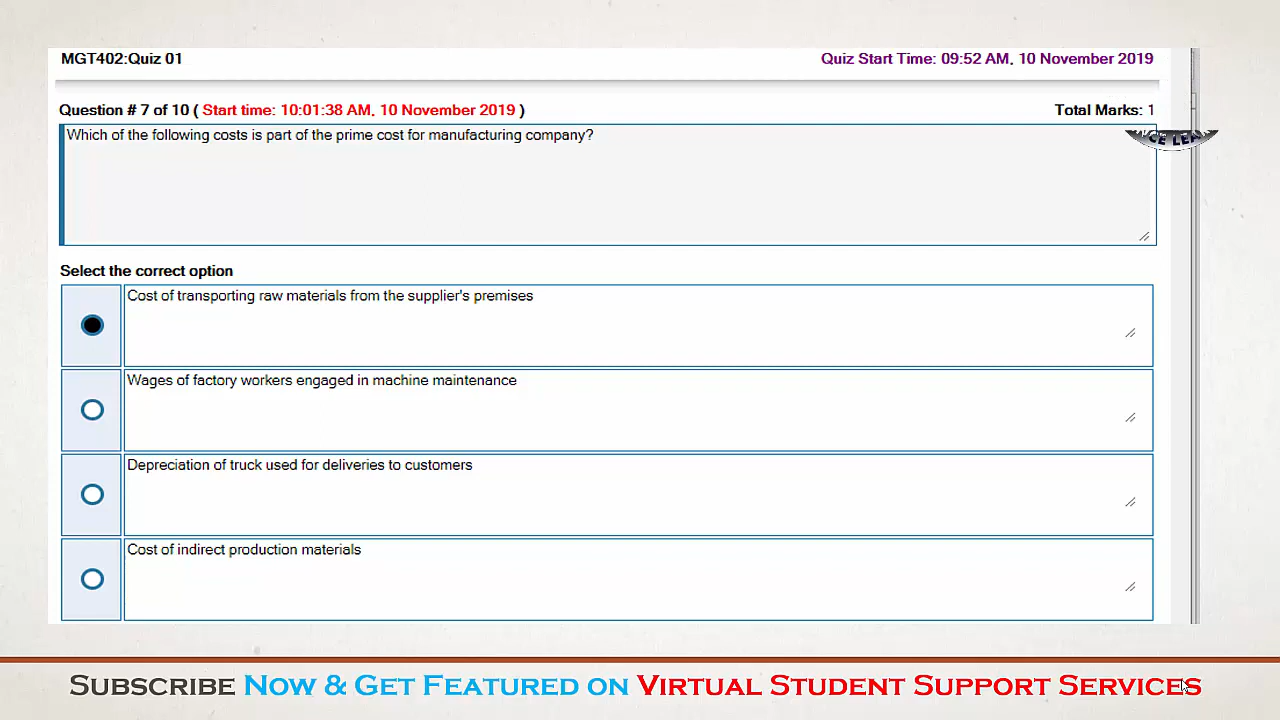 MGT402:Quiz 01
Quiz Start Time: 09:52 AM, 10 November 2019
Question # 7 of 10 ( Start time: 10:01:38 AM, 10 November 2019 )
Total Marks: 1
Which of the following costs is part of the prime cost for manufacturing company?
Select the correct option
Cost of transporting raw materials from the supplier's premises
Wages of factory workers engaged in machine maintenance
Depreciation of truck used for deliveries to customers
Cost of indirect production materials
Subscribe Now & Get Featured on Virtual Student Support Services